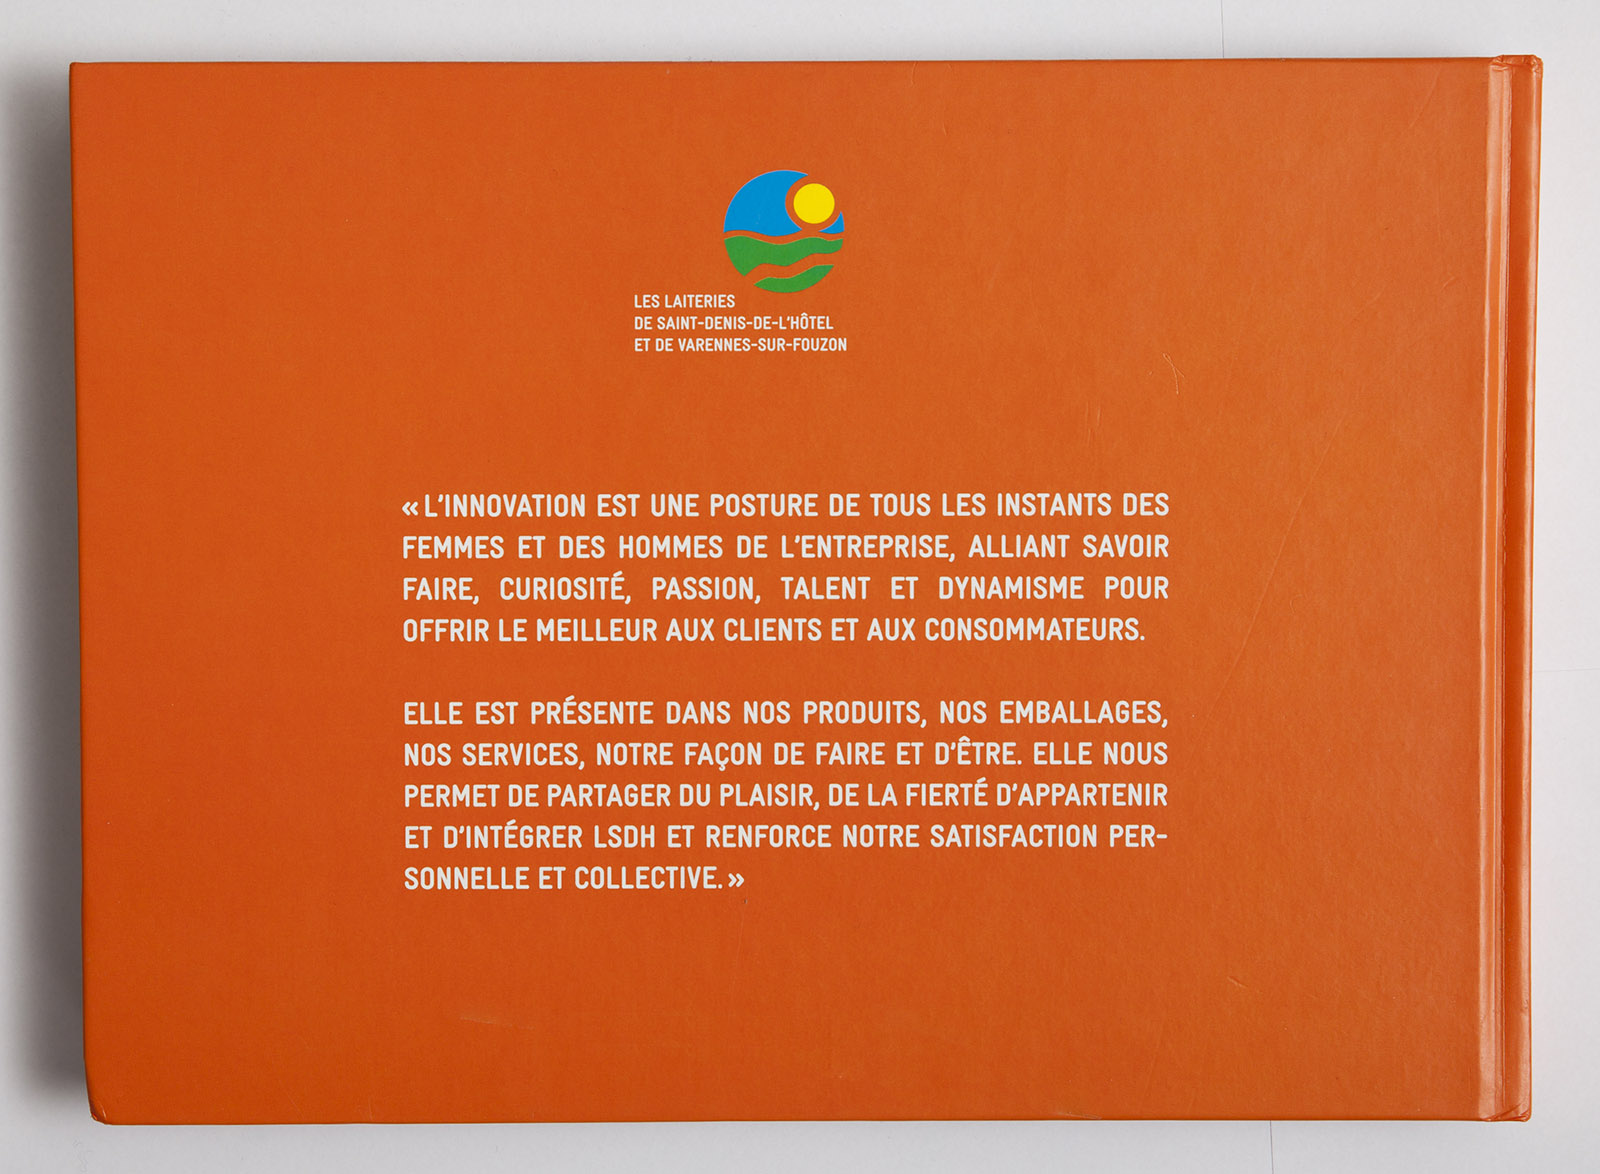 LES LAITERIES
DE SAINT-DENIS-DE-L'HÔTEL
ET DE VARENNES-SUR-FOUZON
« L'INNOVATION EST UNE POSTURE DE TOUS LES INSTANTS DES
FEMMES ET DES HOMMES DE L'ENTREPRISE, ALLIANT SAVOIR
FAIRE, CURIOSITÉ, PASSION, TALENT ET DYNAMISME POUR
OFFRIR LE MEILLEUR AUX CLIENTS ET AUX CONSOMMATEURS.
ELLE EST PRÉSENTE DANS NOS PRODUITS, NOS EMBALLAGES,
NOS SERVICES, NOTRE FAÇON DE FAIRE ET D'ÊTRE. ELLE NOUS
PERMET DE PARTAGER DU PLAISIR, DE LA FIERTÉ D'APPARTENIR
ET D'INTÉGRER LSDH ET RENFORCE NOTRE SATISFACTION PER-
SONNELLE ET COLLECTIVE. »